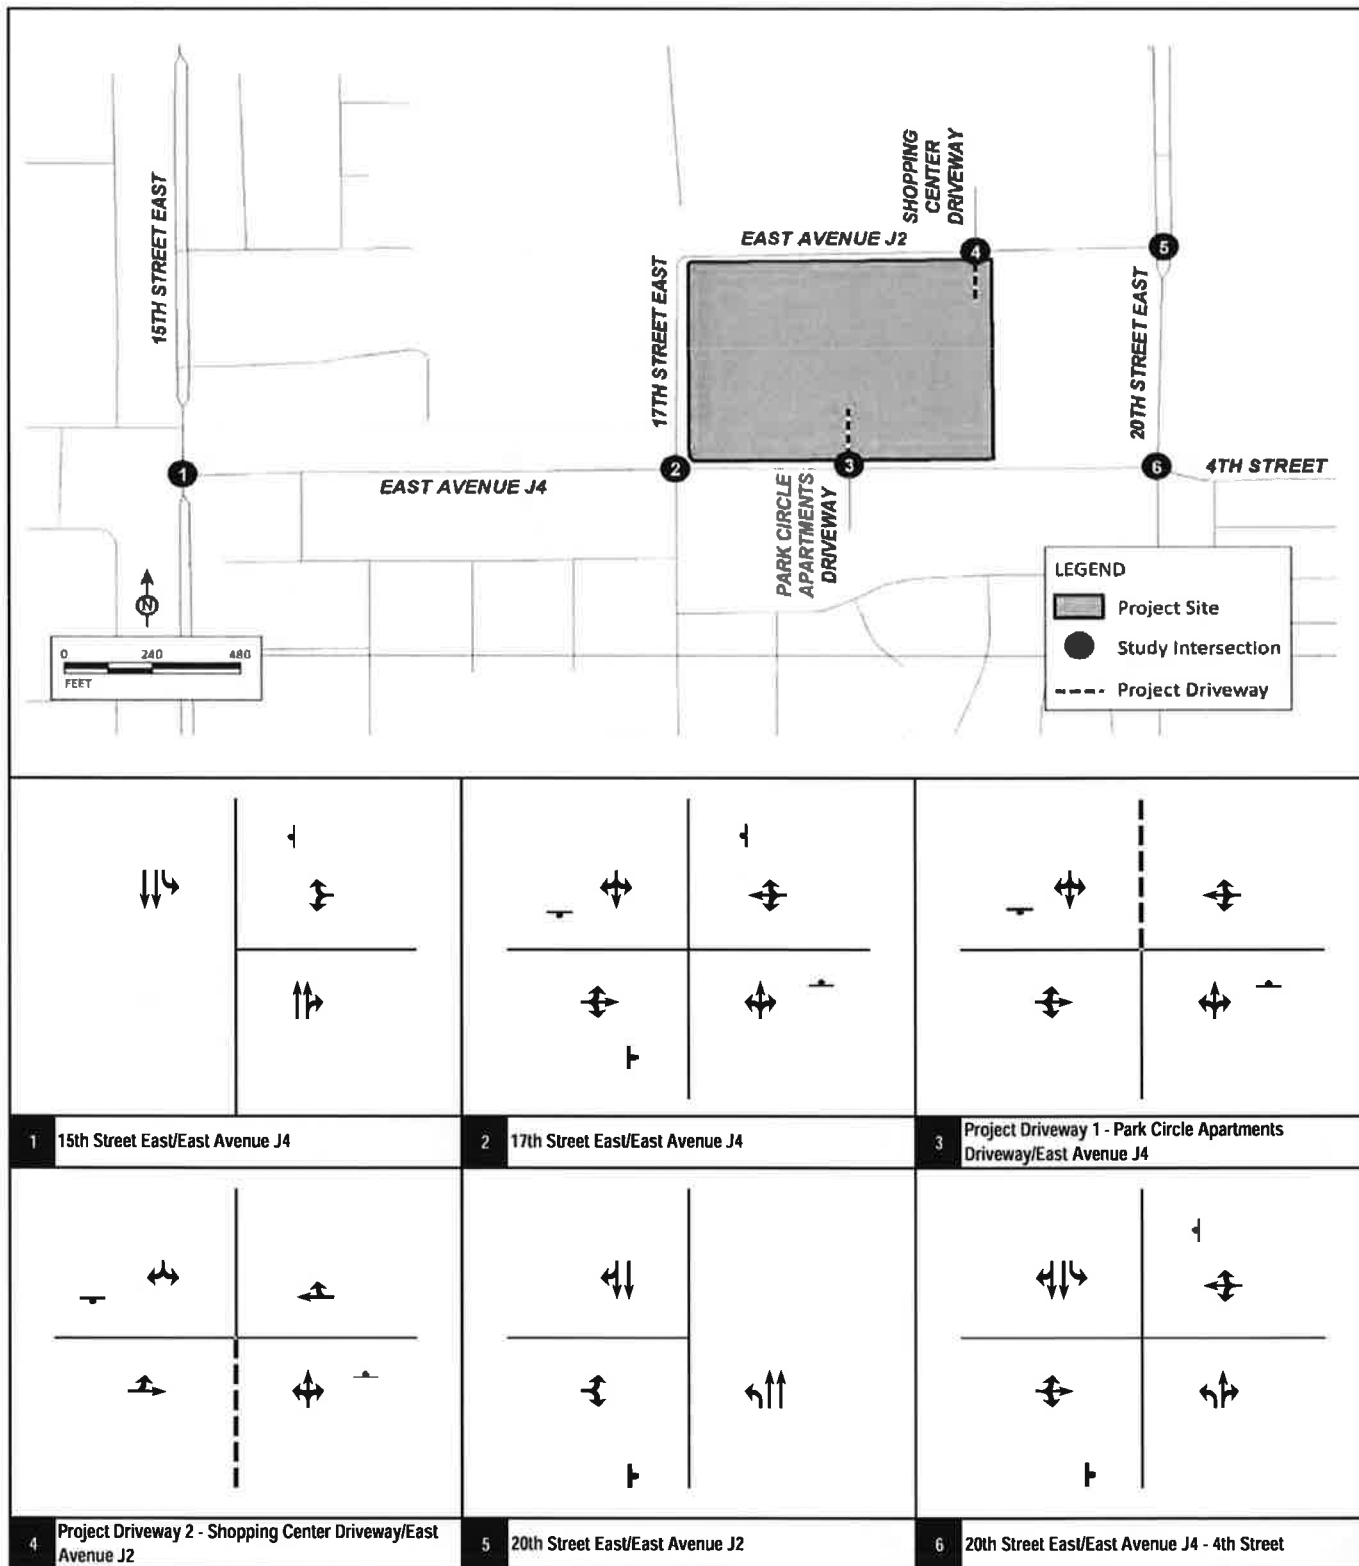 SHOPPING
CENTER
DRIVEWAY
15TH STREET EAST
EAST AVENUE J2
4
5
17TH STREET EAST
20TH STREET EAST
1
EAST AVENUE J4
2
3
6
4TH STREET
PARK CIRCLE
APARTMENTS
DRIVEWAY
N
0 240 480
FEET
LEGEND
Project Site
Study Intersection
Project Driveway
1 15th Street East/East Avenue J4
2 17th Street East/East Avenue J4
3 Project Driveway 1 - Park Circle Apartments
Driveway/East Avenue J4
4 Project Driveway 2 - Shopping Center Driveway/East
Avenue J2
5 20th Street East/East Avenue J2
6 20th Street East/East Avenue J4 - 4th Street